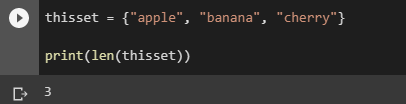 thisset = {"apple", "banana", "cherry"}
print(len(thisset))
3